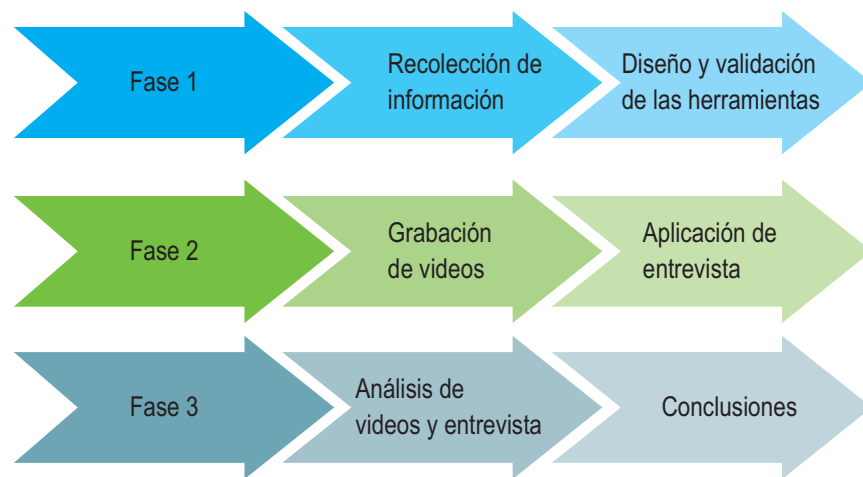 Fase 1
Recolección de
información
Diseño y validación
de las herramientas
Fase 2
Grabación
de videos
Aplicación de
entrevista
Fase 3
Análisis de
videos y entrevista
Conclusiones